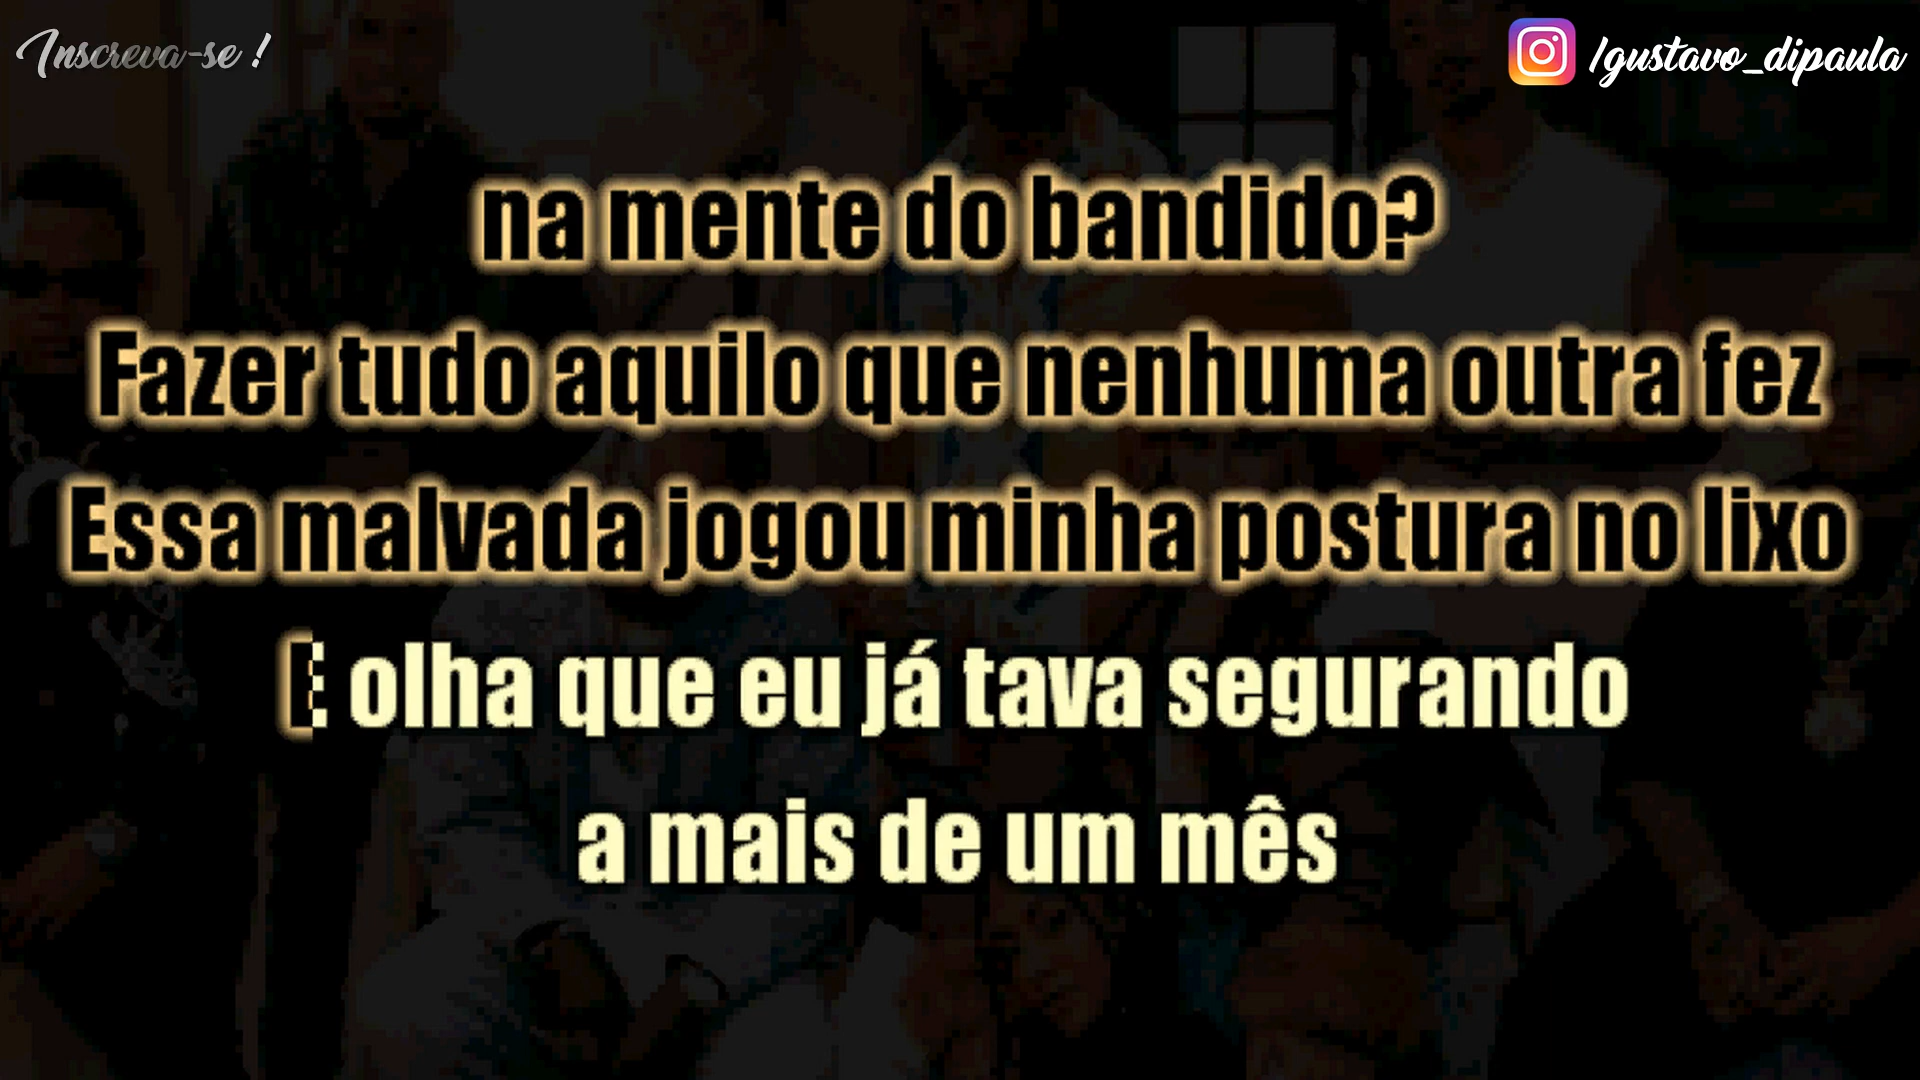 Inscreva-se !
/gustavo_dipaula
na mente do bandido?
Fazer tudo aquilo que nenhuma outra fez
Essa malvada jogou minha postura no lixo
E olha que eu já tava segurando
a mais de um mês